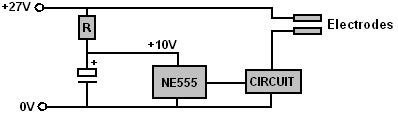 +27V
R
Electrodes
+10V
+
NE555
CIRCUIT
0V